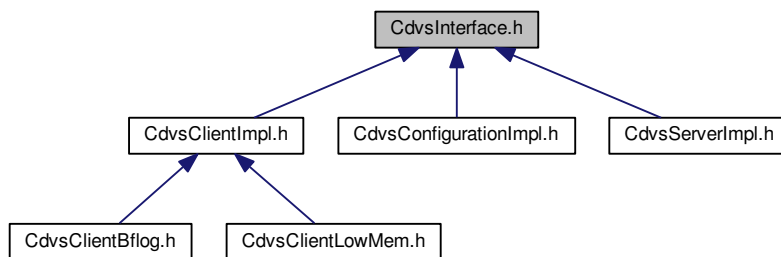 CdvsInterface.h
CdvsClientImpl.h
CdvsConfigurationImpl.h
CdvsServerImpl.h
CdvsClientBflog.h
CdvsClientLowMem.h